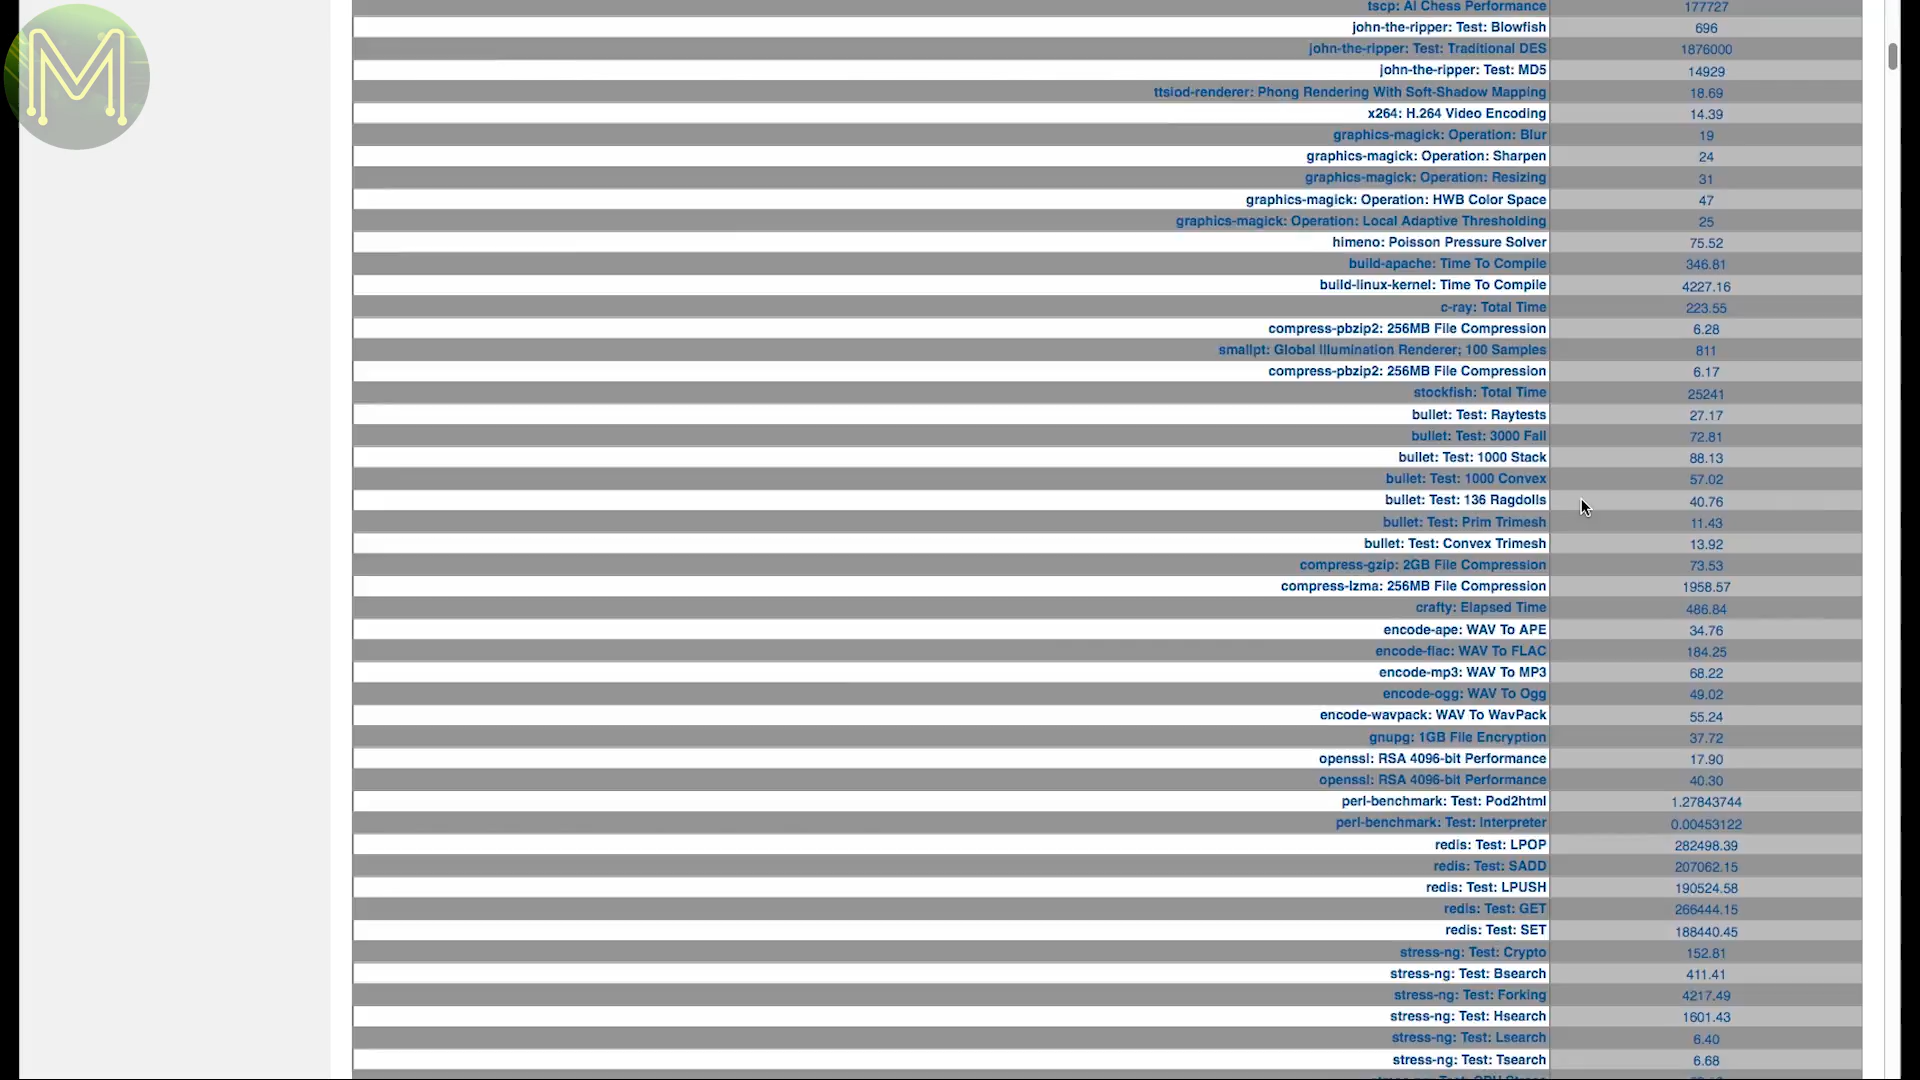 M
tscp: AI Chess Performance 177727
john-the-ripper: Test: Blowfish 696
john-the-ripper: Test: Traditional DES 1876000
john-the-ripper: Test: MD5 14929
ttsiod-renderer: Phong Rendering With Soft-Shadow Mapping 18.69
x264: H.264 Video Encoding 14.39
graphics-magick: Operation: Blur 19
graphics-magick: Operation: Sharpen 24
graphics-magick: Operation: Resizing 31
graphics-magick: Operation: HWB Color Space 47
graphics-magick: Operation: Local Adaptive Thresholding 25
himeno: Poisson Pressure Solver 75.52
build-apache: Time To Compile 346.81
build-linux-kernel: Time To Compile 4227.16
c-ray: Total Time 223.55
compress-pbzip2: 256MB File Compression 6.28
smallpt: Global Illumination Renderer; 100 Samples 811
compress-pbzip2: 256MB File Compression 6.17
stockfish: Total Time 25241
bullet: Test: Raytests 27.17
bullet: Test: 3000 Fall 72.81
bullet: Test: 1000 Stack 88.13
bullet: Test: 1000 Convex 57.02
bullet: Test: 136 Ragdolls 40.76
bullet: Test: Prim Trimesh 11.43
bullet: Test: Convex Trimesh 13.92
compress-gzip: 2GB File Compression 73.53
compress-lzma: 256MB File Compression 1958.57
crafty: Elapsed Time 486.84
encode-ape: WAV To APE 34.76
encode-flac: WAV To FLAC 184.25
encode-mp3: WAV To MP3 68.22
encode-ogg: WAV To Ogg 49.02
encode-wavpack: WAV To WavPack 55.24
gnupg: 1GB File Encryption 37.72
openssl: RSA 4096-bit Performance 17.90
openssl: RSA 4096-bit Performance 40.30
perl-benchmark: Test: Pod2html 1.27843744
perl-benchmark: Test: Interpreter 0.00453122
redis: Test: LPOP 282498.39
redis: Test: SADD 207062.15
redis: Test: LPUSH 190524.58
redis: Test: GET 266444.15
redis: Test: SET 188440.45
stress-ng: Test: Crypto 152.81
stress-ng: Test: Bsearch 411.41
stress-ng: Test: Forking 4217.49
stress-ng: Test: Hsearch 1601.43
stress-ng: Test: Lsearch 6.40
stress-ng: Test: Tsearch 6.68